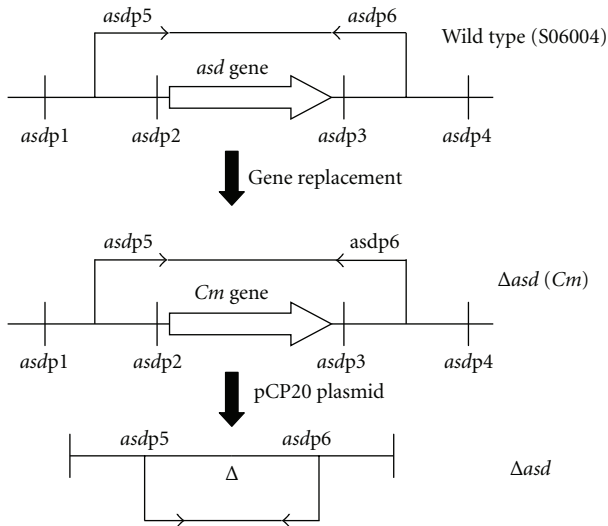 asdp5 asdp6
Wild type (S06004)
asd gene
asdp1 asdp2 asdp3 asdp4
Gene replacement
asdp5 asdp6
Δasd (Cm)
Cm gene
asdp1 asdp2 asdp3 asdp4
pCP20 plasmid
asdp5 asdp6
Δ
Δasd